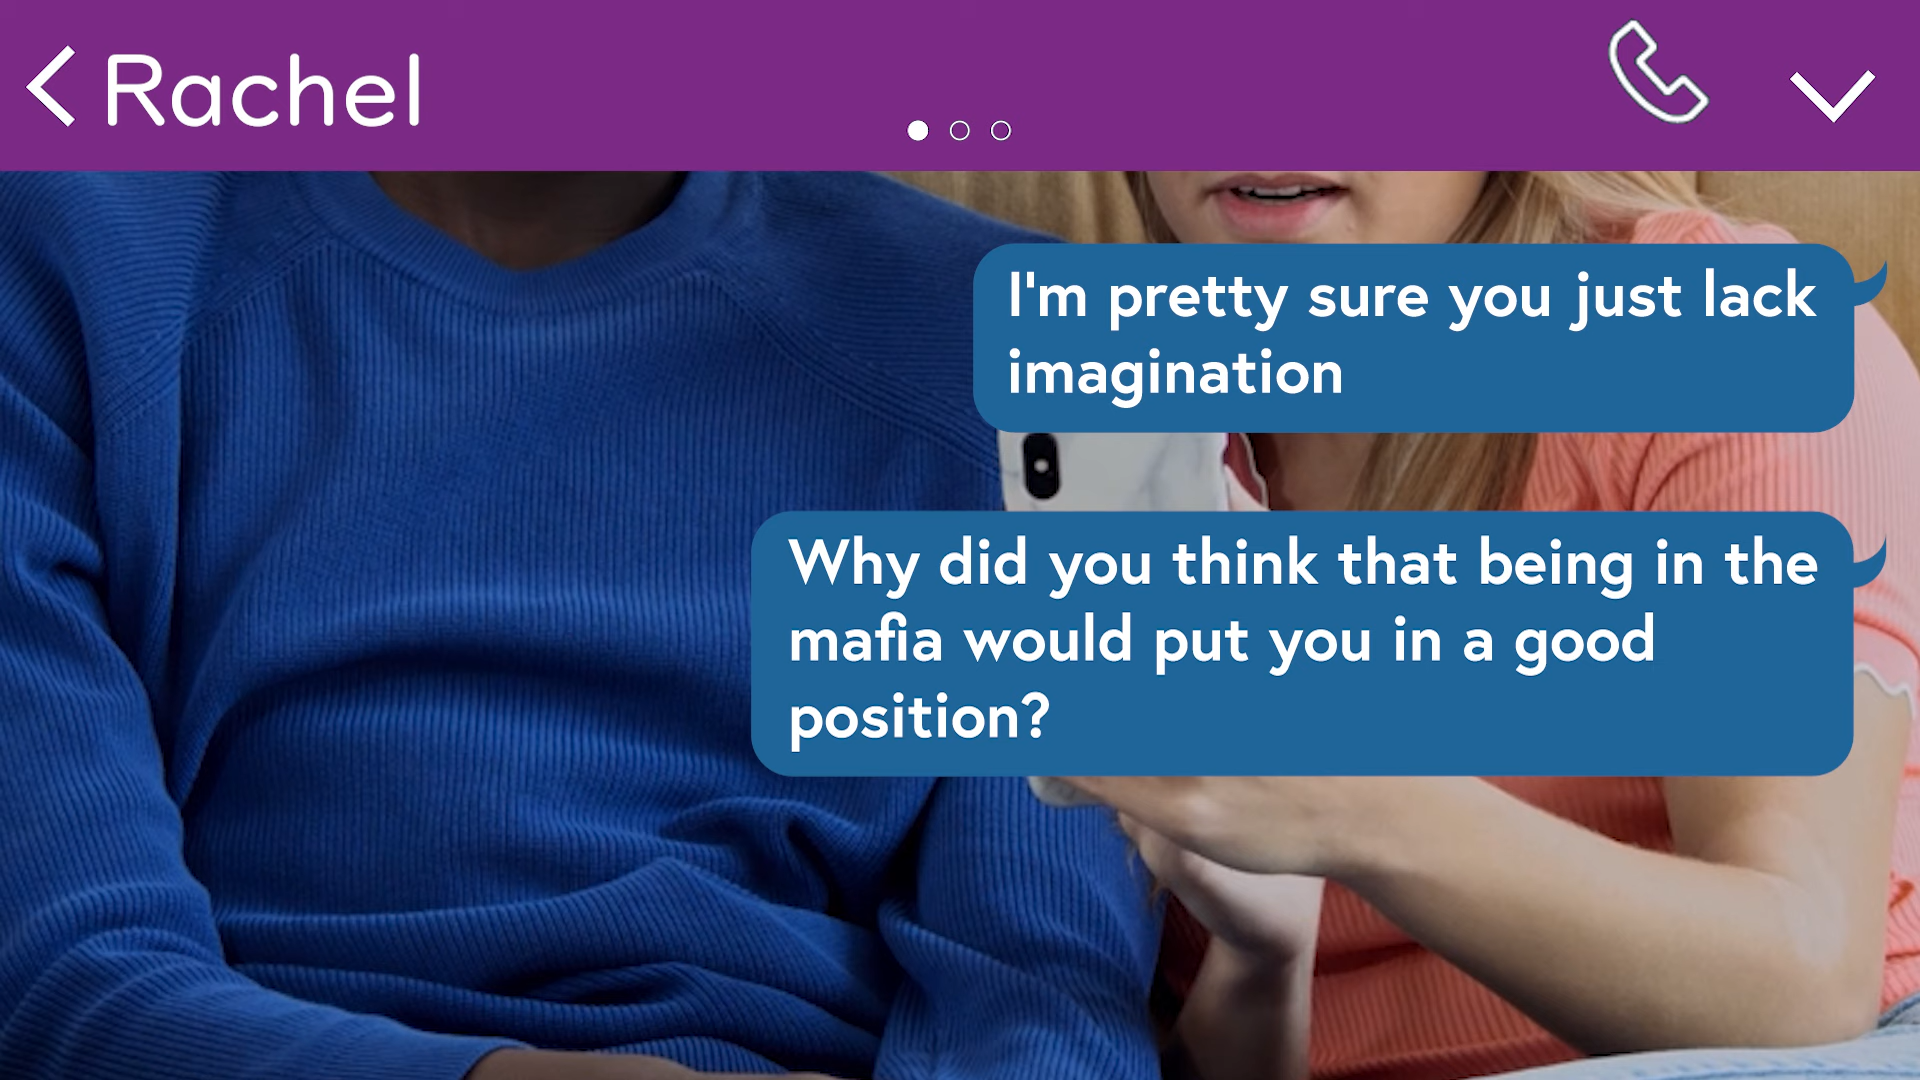 Rachel
I'm pretty sure you just lack
imagination
Why did you think that being in the
mafia would put you in a good
position?